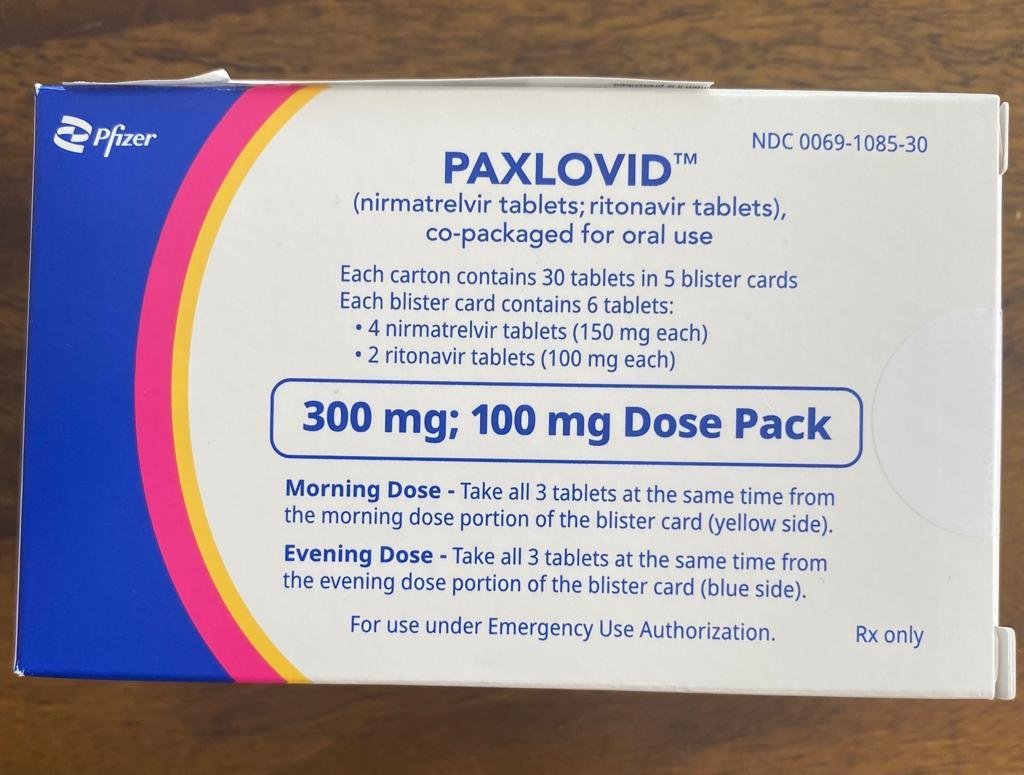 Pfizer
NDC 0069-1085-30
PAXLOVID™
(nirmatrelvir tablets; ritonavir tablets),
co-packaged for oral use
Each carton contains 30 tablets in 5 blister cards
Each blister card contains 6 tablets:
• 4 nirmatrelvir tablets (150 mg each)
• 2 ritonavir tablets (100 mg each)
300 mg; 100 mg Dose Pack
Morning Dose - Take all 3 tablets at the same time from
the morning dose portion of the blister card (yellow side).
Evening Dose - Take all 3 tablets at the same time from
the evening dose portion of the blister card (blue side).
For use under Emergency Use Authorization.
Rx only